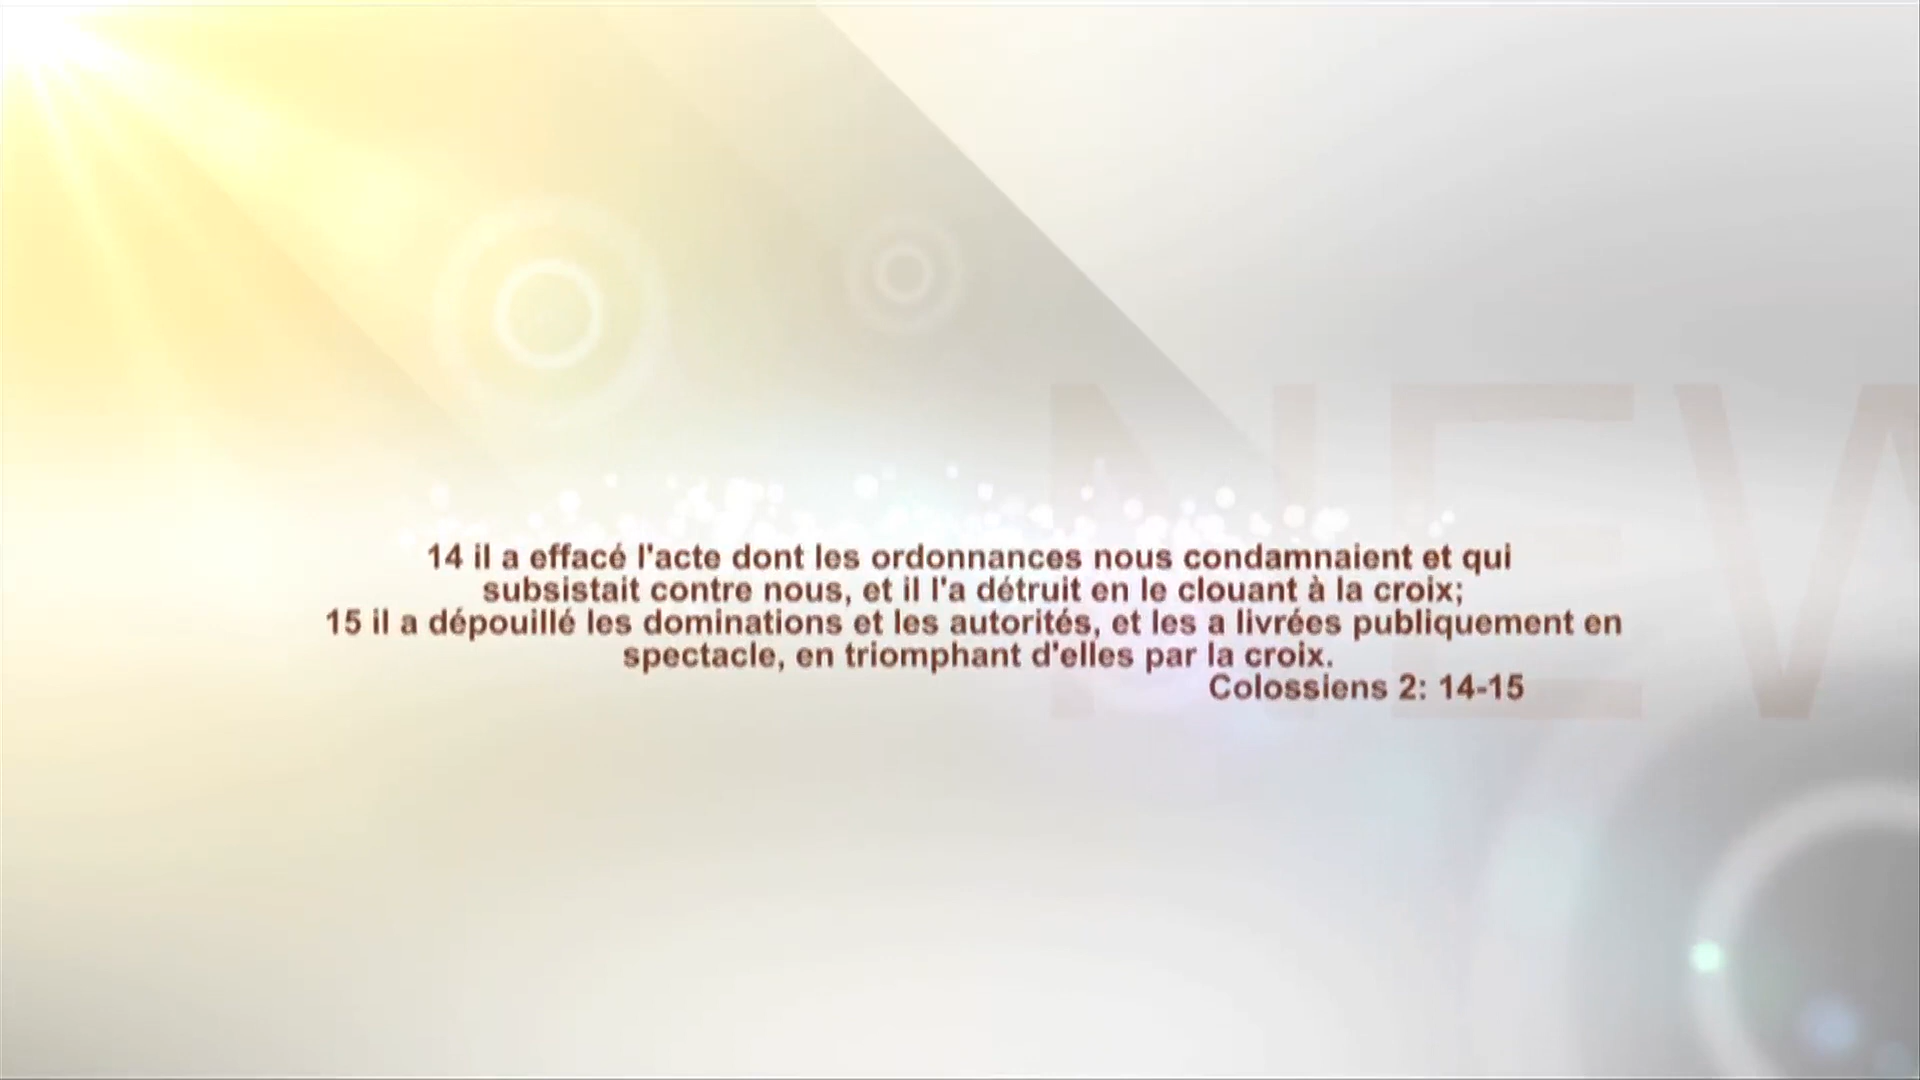 14 il a effacé l'acte dont les ordonnances nous condamnaient et qui
subsistait contre nous, et il l'a détruit en le clouant à la croix;
15 il a dépouillé les dominations et les autorités, et les a livrées publiquement en
spectacle, en triomphant d'elles par la croix.
Colossiens 2: 14-15
NEW